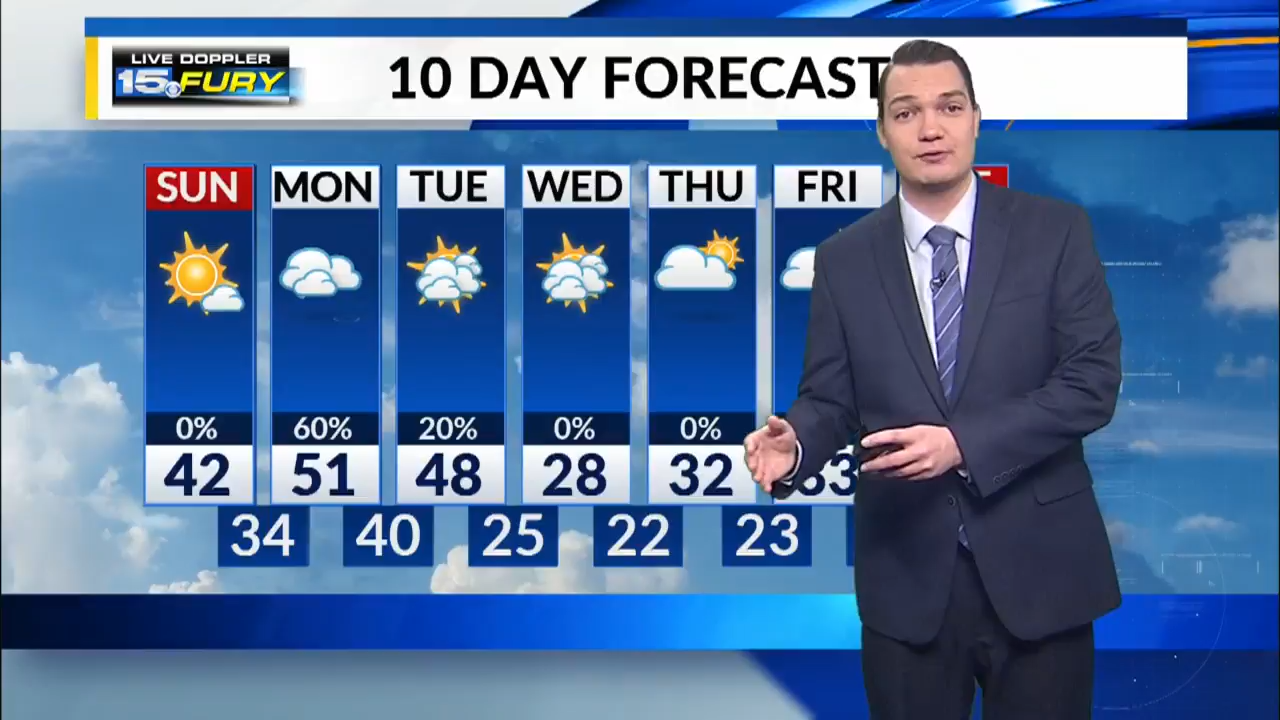 LIVE DOPPLER
15 FURY
10 DAY FORECAST
SUN MON TUE WED THU FRI
0% 60% 20% 0% 0%
42 51 48 28 32 33
34 40 25 22 23